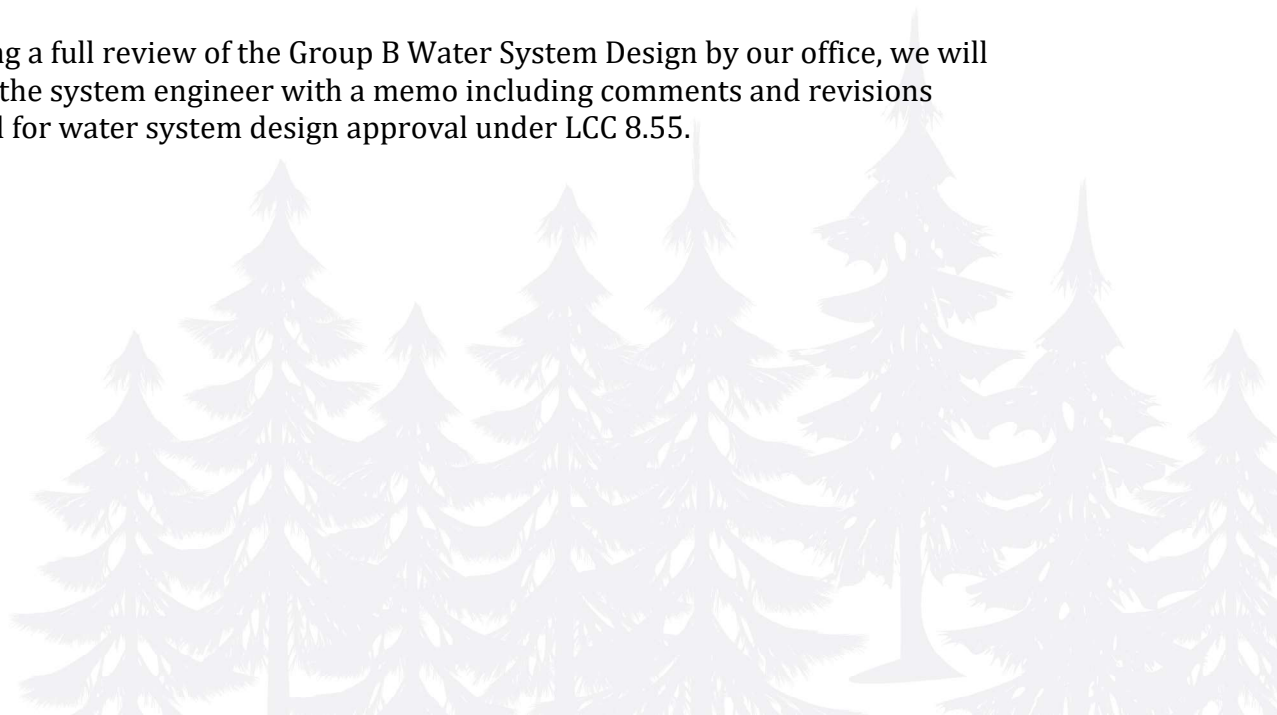 ng a full review of the Group B Water System Design by our office, we will
the system engineer with a memo including comments and revisions
l for water system design approval under LCC 8.55.